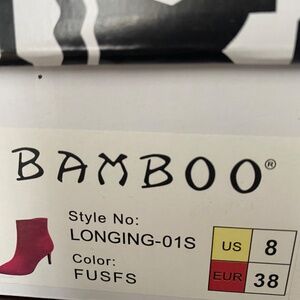 BAMBOO®
Style No:
LONGING-01S
Color:
FUSFS
US 8
EUR 38